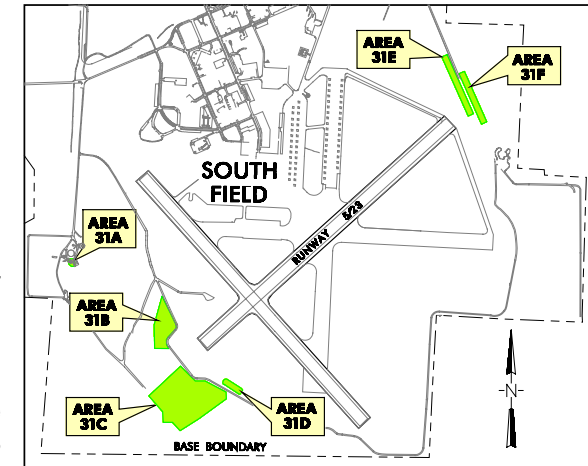 AREA
31E
AREA
31F
SOUTH
FIELD
RUNWAY 5/23
AREA
31A
AREA
31B
AREA
31C
AREA
31D
BASE BOUNDARY
N